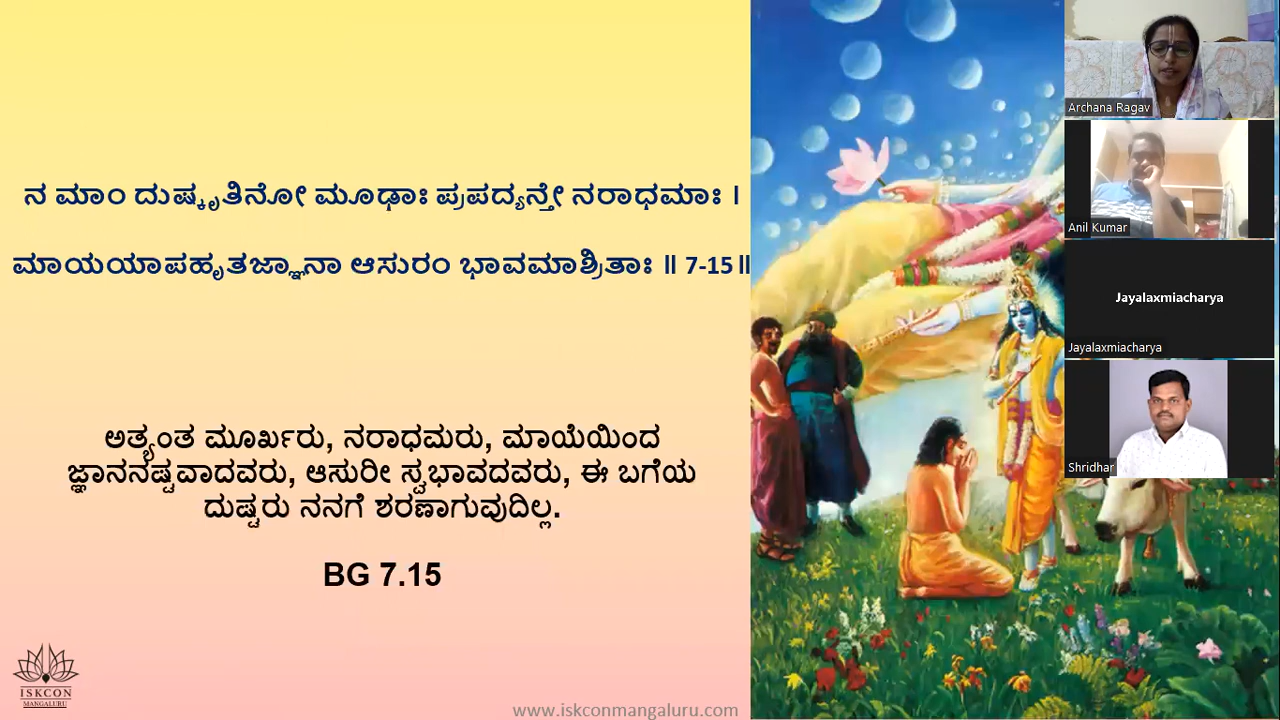 ನ ಮಾಂ ದುಷ್ಕೃತಿನೋ ಮೂಢಾಃ ಪ್ರಪದ್ಯನ್ತೇ ನರಾಧಮಾಃ ।
ಮಾಯಯಾಪಹೃತಜ್ಞಾನಾ ಆಸುರಂ ಭಾವಮಾಶ್ರಿತಾಃ ॥ 7-15॥
ಅತ್ಯಂತ ಮೂರ್ಖರು, ನರಾಧಮರು, ಮಾಯೆಯಿಂದ
ಜ್ಞಾನನಷ್ಟವಾದವರು, ಆಸುರೀ ಸ್ವಭಾವದವರು, ಈ ಬಗೆಯ
ದುಷ್ಟರು ನನಗೆ ಶರಣಾಗುವುದಿಲ್ಲ.
BG 7.15
ISKCON
MANGALURU
www.iskconmangaluru.com
Archana Ragav
Anil Kumar
Jayalaxmiacharya
Jayalaxmiacharya
Shridhar